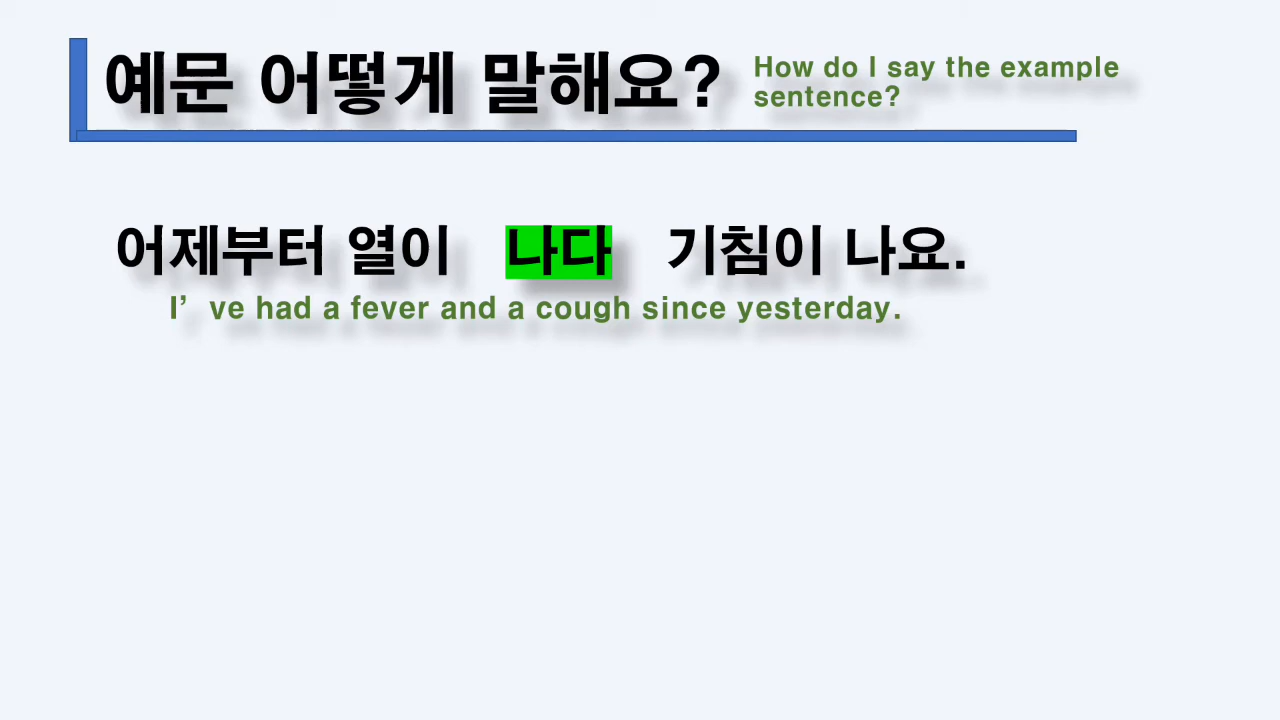 예문 어떻게 말해요?
How do I say the example
sentence?
어제부터 열이 나다 기침이 나요.
I’ve had a fever and a cough since yesterday.